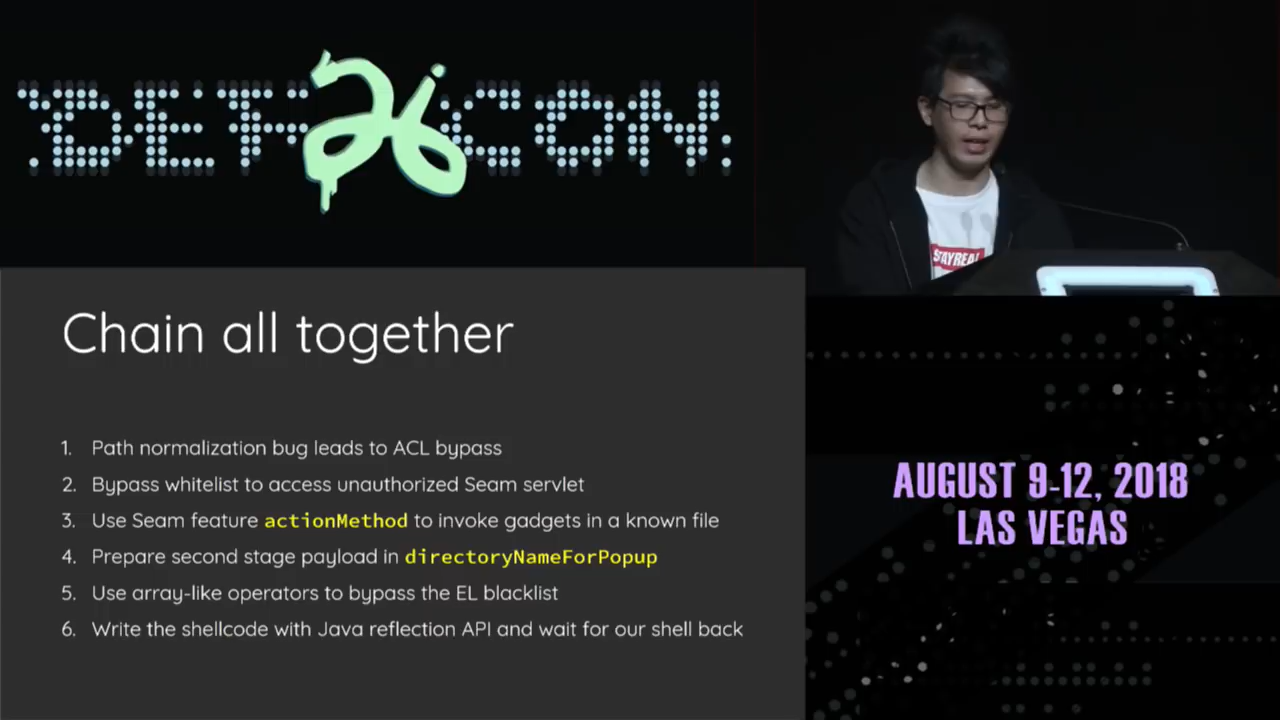 DEF 26 CON
STAYREAL
Chain all together
1. Path normalization bug leads to ACL bypass
2. Bypass whitelist to access unauthorized Seam servlet
3. Use Seam feature actionMethod to invoke gadgets in a known file
4. Prepare second stage payload in directoryNameForPopup
5. Use array-like operators to bypass the EL blacklist
6. Write the shellcode with Java reflection API and wait for our shell back
AUGUST 9-12, 2018
LAS VEGAS